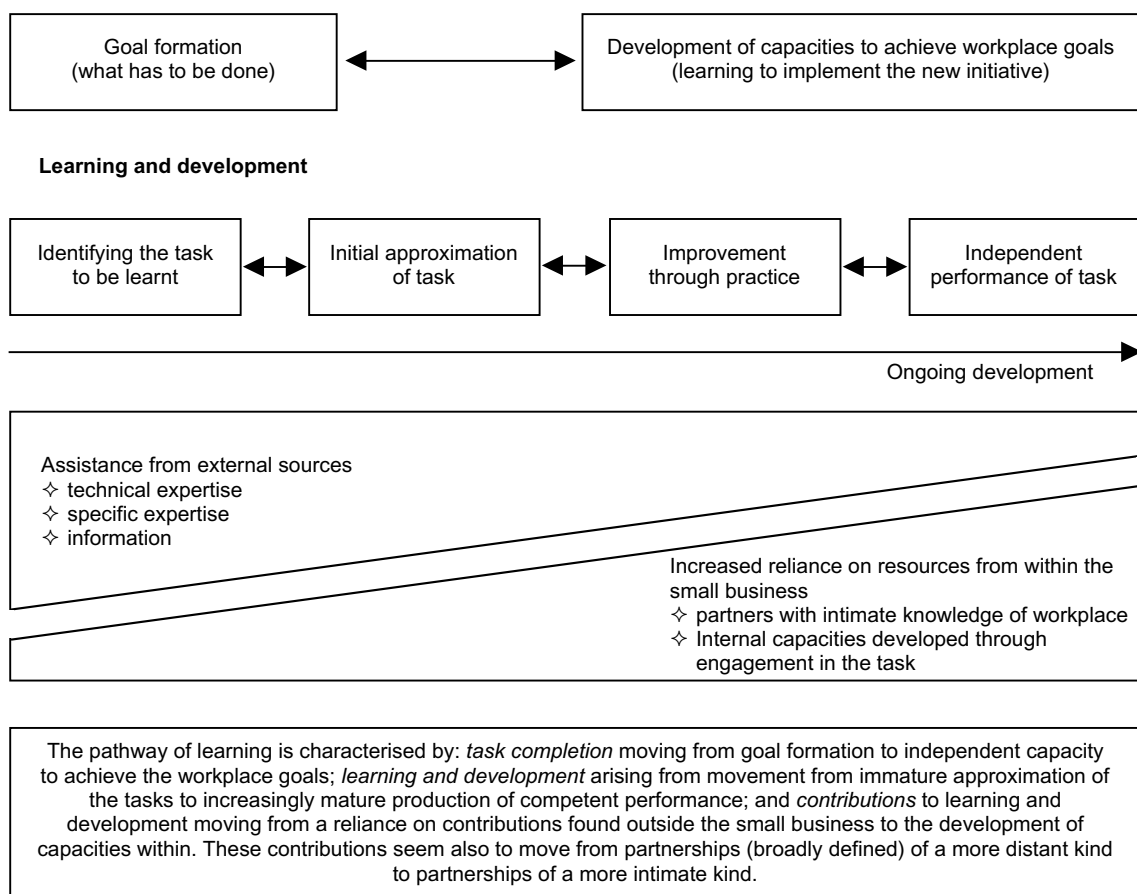 Goal formation
(what has to be done)
Development of capacities to achieve workplace goals
(learning to implement the new initiative)
Learning and development
Identifying the task
to be learnt
Initial approximation
of task
Improvement
through practice
Independent
performance of task
Ongoing development
Assistance from external sources
✧ technical expertise
✧ specific expertise
✧ information
Increased reliance on resources from within the
small business
✧ partners with intimate knowledge of workplace
✧ Internal capacities developed through
engagement in the task
The pathway of learning is characterised by: task completion moving from goal formation to independent capacity
to achieve the workplace goals; learning and development arising from movement from immature approximation of
the tasks to increasingly mature production of competent performance; and contributions to learning and
development moving from a reliance on contributions found outside the small business to the development of
capacities within. These contributions seem also to move from partnerships (broadly defined) of a more distant kind
to partnerships of a more intimate kind.